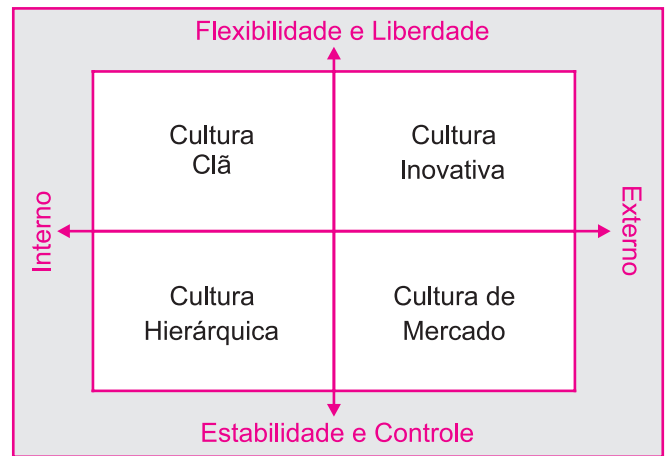 Flexibilidade e Liberdade
Cultura
Clã
Cultura
Inovativa
Interno
Externo
Cultura
Hierárquica
Cultura de
Mercado
Estabilidade e Controle